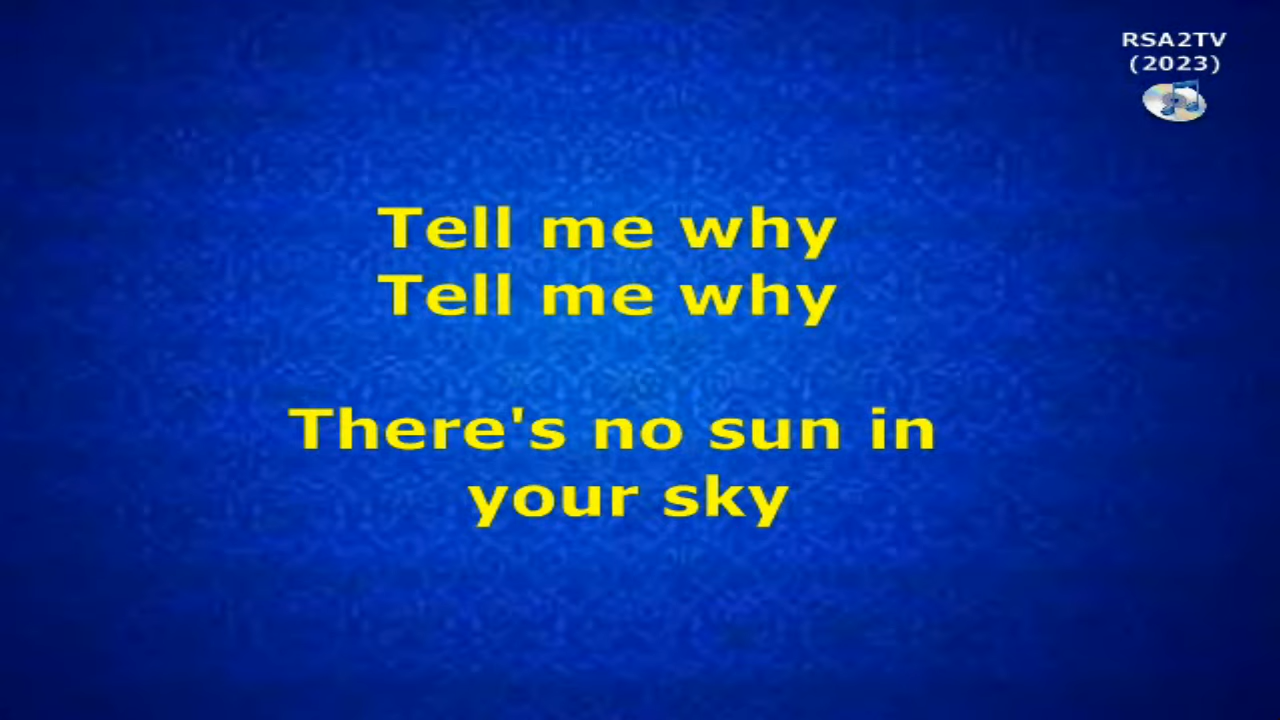 RSA2TV
(2023)
Tell me why
Tell me why
There's no sun in
your sky